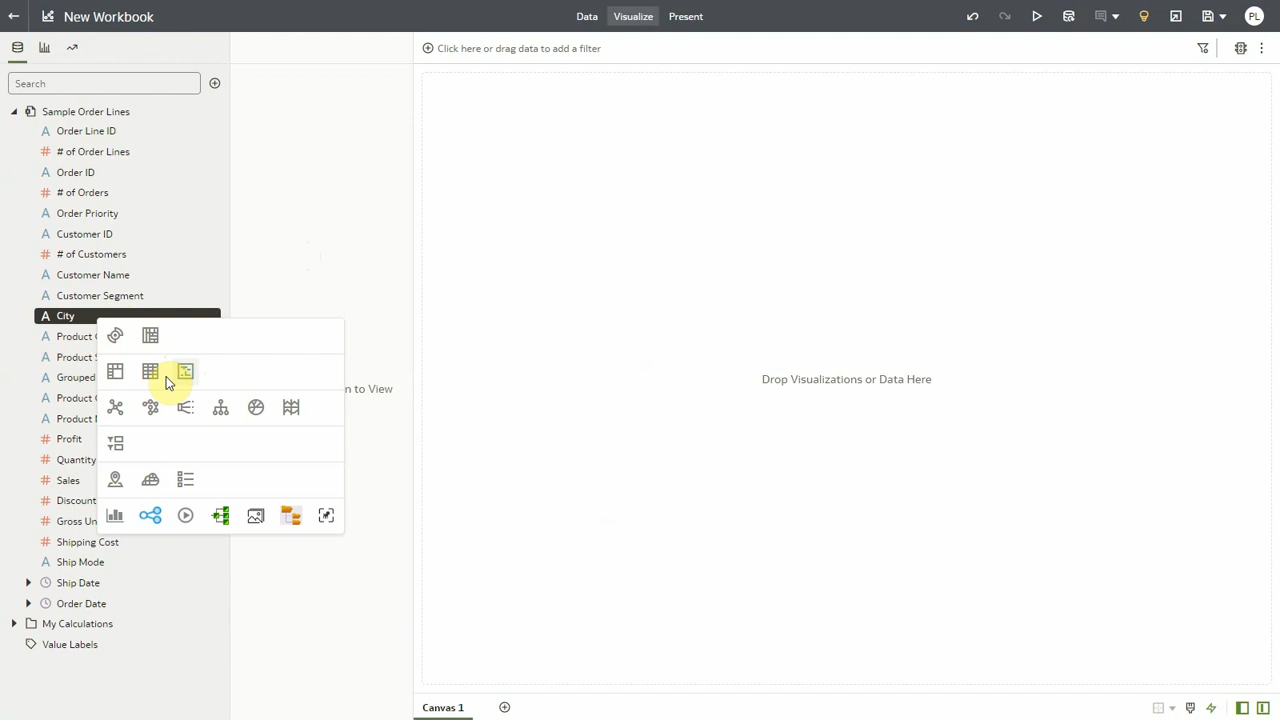 New Workbook
Data
Visualize
Present
PL
Search
Click here or drag data to add a filter
Sample Order Lines
A Order Line ID
# # of Order Lines
A Order ID
# # of Orders
A Order Priority
A Customer ID
# # of Customers
A Customer Name
A Customer Segment
A City
A Product
A Product
A Grouped
A Product
A Product
# Profit
# Quantity
# Sales
# Discount
# Gross Un
# Shipping Cost
A Ship Mode
Ship Date
Order Date
My Calculations
Value Labels
n to View
Drop Visualizations or Data Here
Canvas 1